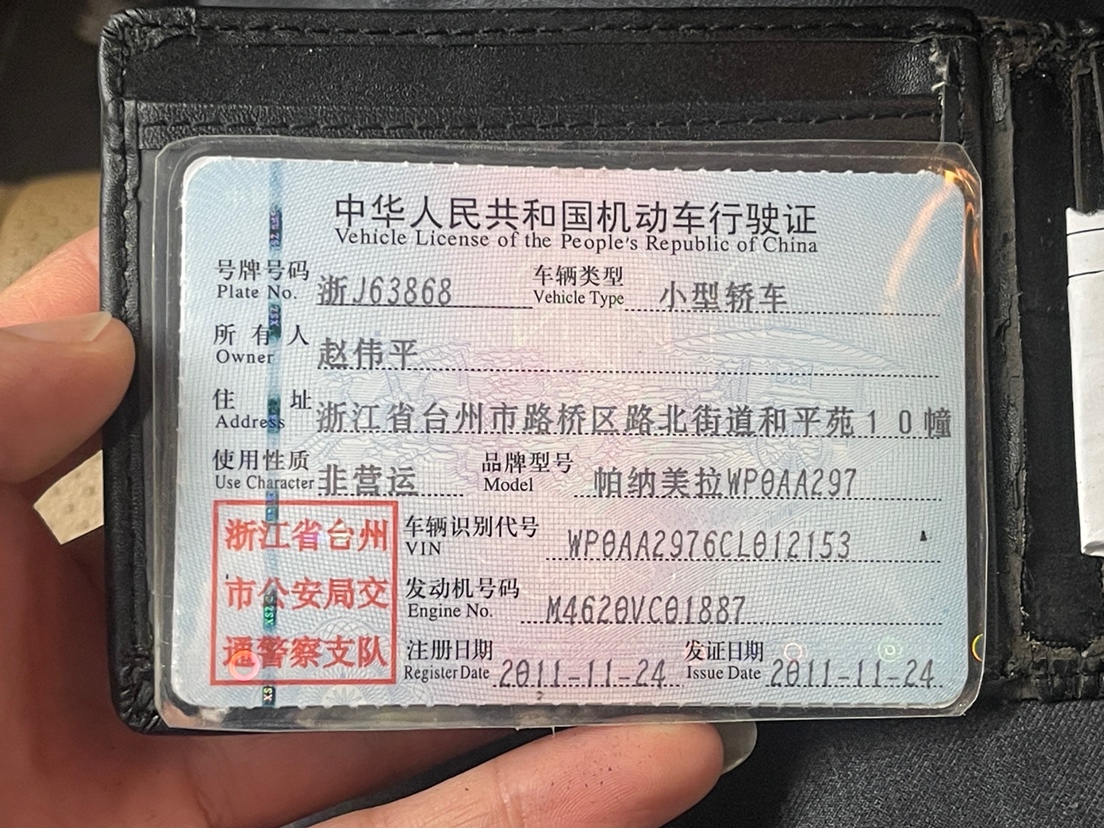 中华人民共和国机动车行驶证
Vehicle License of the People's Republic of China
号牌号码 浙J63868 车辆类型 小型轿车
Plate No. Vehicle Type
所有人 赵伟平
Owner
住址 浙江省台州市路桥区路北街道和平苑10幢
Address
使用性质 非营运 品牌型号 帕纳美拉WP0AA297
Use Character Model
浙江省台州
市公安局交
通警察支队
车辆识别代号 WP0AA2976CL012153
VIN
发动机号码 M4620VC01887
Engine No.
注册日期 2011-11-24 发证日期 2011-11-24
Register Date Issue Date